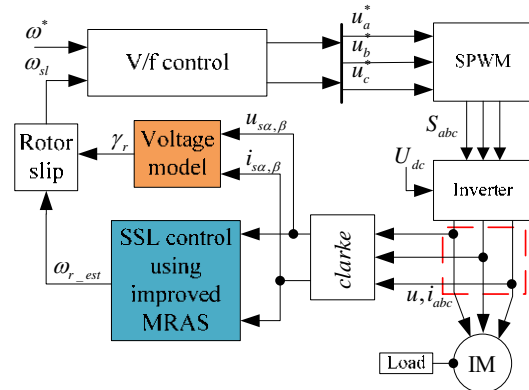 ω*
ω_sl
V/f control
u_a^*
u_b^*
u_c^*
SPWM
S_abc
U_dc
Inverter
Rotor
slip
γ_r
Voltage
model
u_sα,β
i_sα,β
SSL control
using
improved
MRAS
clarke
ω_r_est
u,i_abc
Load
IM